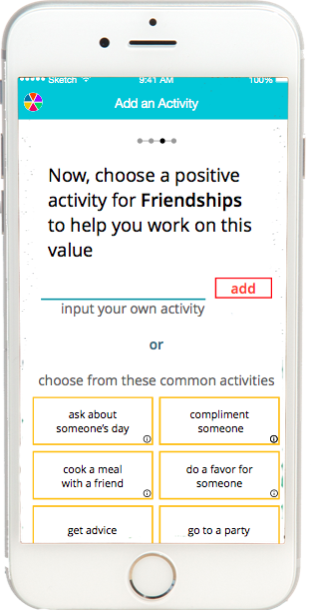 Sketch 9:41 AM 100%
Add an Activity
Now, choose a positive
activity for Friendships
to help you work on this
value
add
input your own activity
or
choose from these common activities
ask about
someone's day
compliment
someone
cook a meal
with a friend
do a favor for
someone
get advice
go to a party